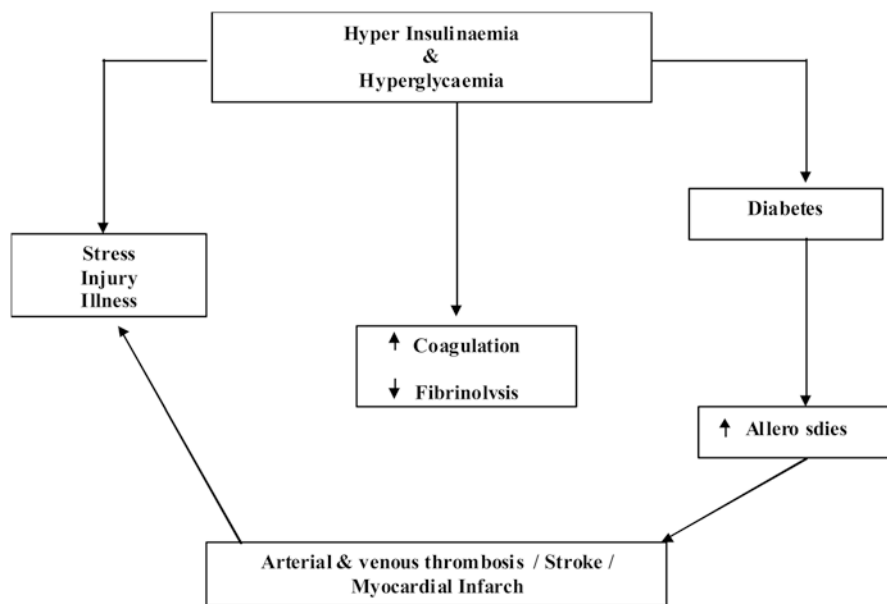 Hyper Insulinaemia
&
Hyperglycaemia
Diabetes
Stress
Injury
Illness
Coagulation
Fibrinolvsis
Allero sdies
Arterial & venous thrombosis / Stroke /
Myocardial Infarch